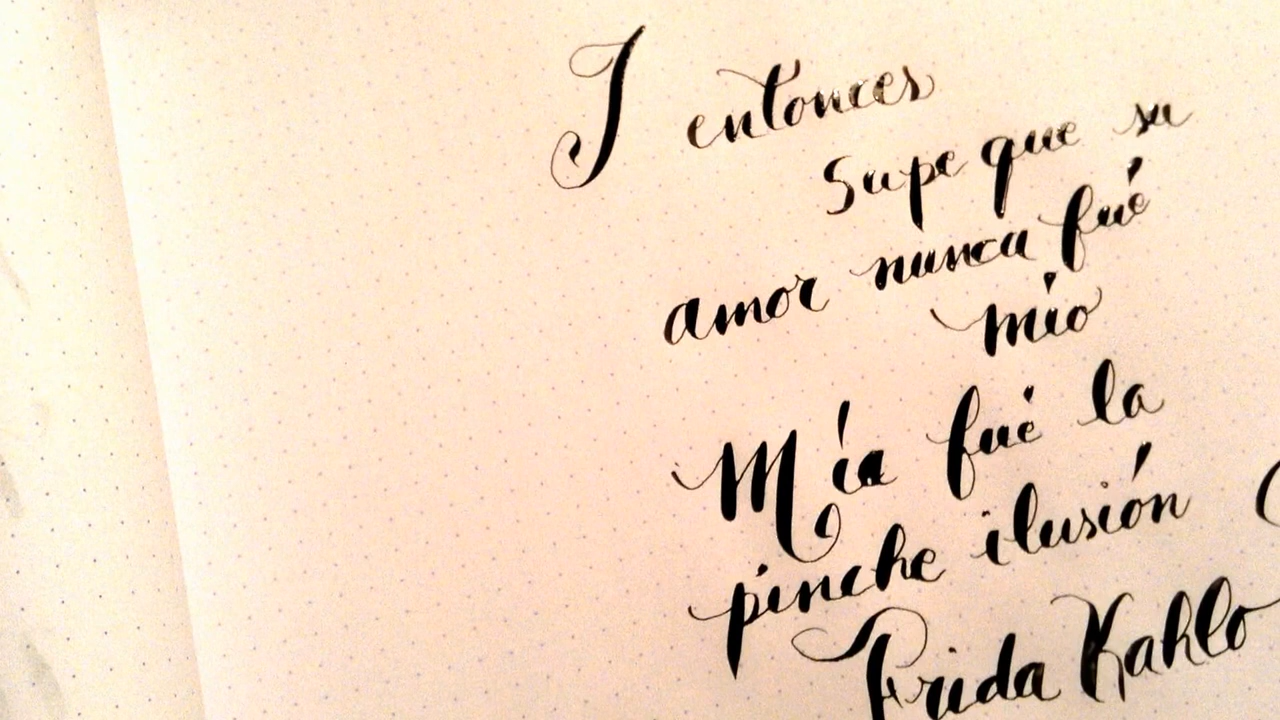 Y entonces
supe que su
amor nunca fué
mío
Mía fué la
pinche ilusión
Frida Kahlo